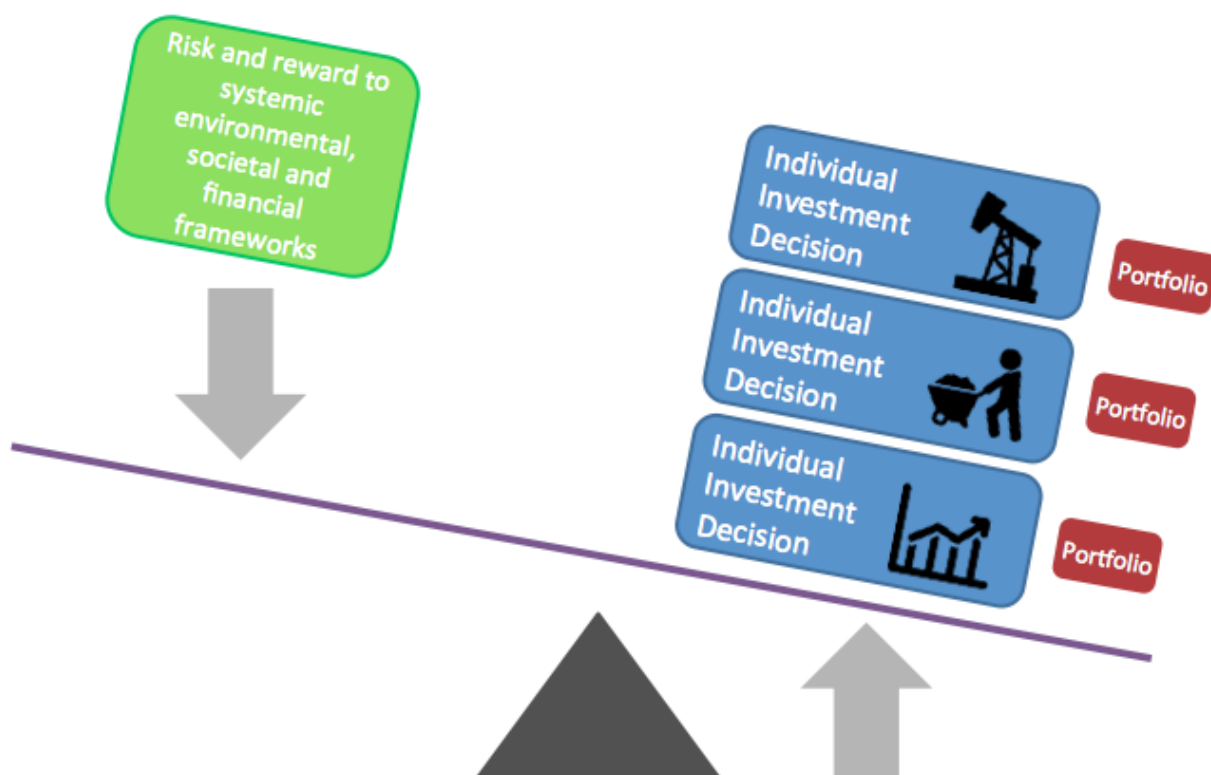 Risk and reward to
systemic
environmental,
societal and
financial
frameworks
Individual
Investment
Decision
Portfolio
Individual
Investment
Decision
Portfolio
Individual
Investment
Decision
Portfolio